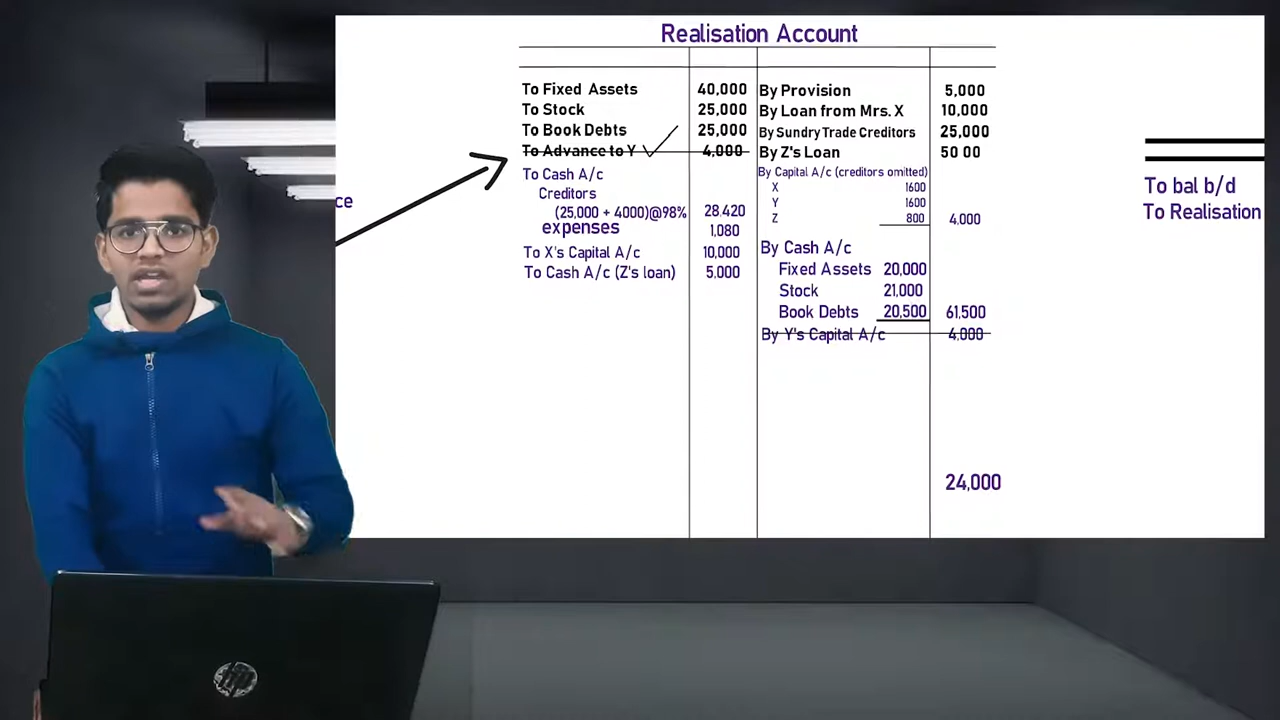 Realisation Account
To Fixed Assets 40,000 By Provision 5,000
To Stock 25,000 By Loan from Mrs. X 10,000
To Book Debts 25,000 By Sundry Trade Creditors 25,000
To Advance to Y 4,000 By Z's Loan 50 00
To Cash A/c By Capital A/c (creditors omitted)
Creditors X 1600
Y 1600
(25,000 + 4000)@98% 28.420 Z 800 4.000
expenses 1,080
To X's Capital A/c 10,000 By Cash A/c
To Cash A/c (Z's loan) 5.000 Fixed Assets 20,000
Stock 21,000
Book Debts 20,500 61,500
By Y's Capital A/c 4.000
24,000
ce
To bal b/d
To Realisation
hp